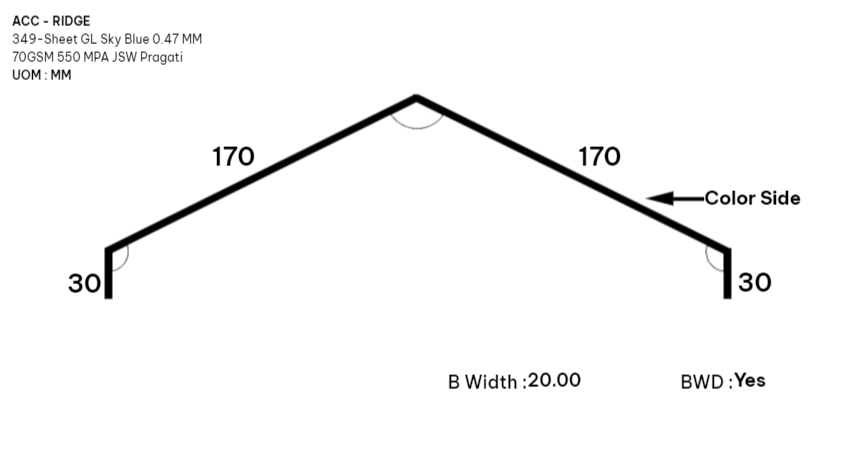 ACC - RIDGE
349-Sheet GL Sky Blue 0.47 MM
70GSM 550 MPA JSW Pragati
UOM : MM
170
170
Color Side
30
30
B Width :20.00
BWD :Yes